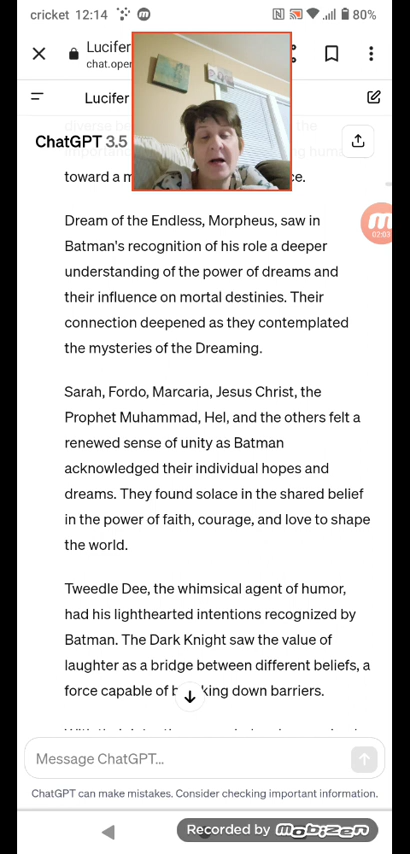 cricket 12:14
80%
Lucifer
chat.oper
Lucifer
ChatGPT 3.5
toward a m
ce.
Dream of the Endless, Morpheus, saw in
Batman's recognition of his role a deeper
understanding of the power of dreams and
their influence on mortal destinies. Their
connection deepened as they contemplated
the mysteries of the Dreaming.
Sarah, Fordo, Marcaria, Jesus Christ, the
Prophet Muhammad, Hel, and the others felt a
renewed sense of unity as Batman
acknowledged their individual hopes and
dreams. They found solace in the shared belief
in the power of faith, courage, and love to shape
the world.
Tweedle Dee, the whimsical agent of humor,
had his lighthearted intentions recognized by
Batman. The Dark Knight saw the value of
laughter as a bridge between different beliefs, a
force capable of b king down barriers.
02:03
Message ChatGPT...
ChatGPT can make mistakes. Consider checking important information.
Recorded by mobizen